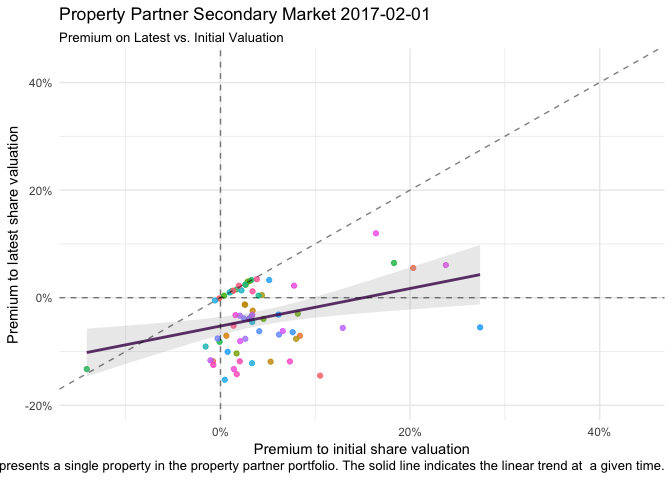 Property Partner Secondary Market 2017-02-01
Premium on Latest vs. Initial Valuation
Premium to latest share valuation
40%
20%
0%
-20%
0%
20%
40%
Premium to initial share valuation
presents a single property in the property partner portfolio. The solid line indicates the linear trend at  a given time.